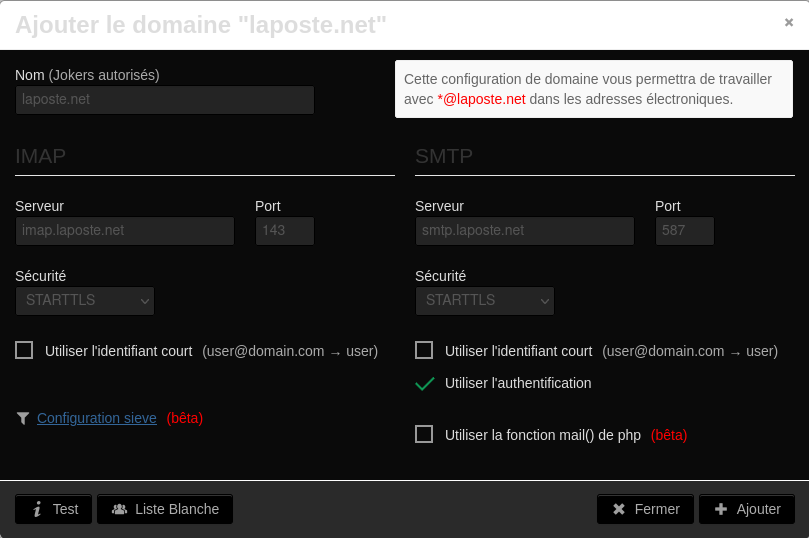 Ajouter le domaine "laposte.net"
×
Nom (Jokers autorisés)
laposte.net
Cette configuration de domaine vous permettra de travailler
avec *@laposte.net dans les adresses électroniques.
IMAP
Serveur Port
imap.laposte.net 143
Sécurité
STARTTLS
Utiliser l'identifiant court (user@domain.com → user)
Configuration sieve (bêta)
SMTP
Serveur Port
smtp.laposte.net 587
Sécurité
STARTTLS
Utiliser l'identifiant court (user@domain.com → user)
Utiliser l'authentification
Utiliser la fonction mail() de php (bêta)
Test Liste Blanche Fermer Ajouter